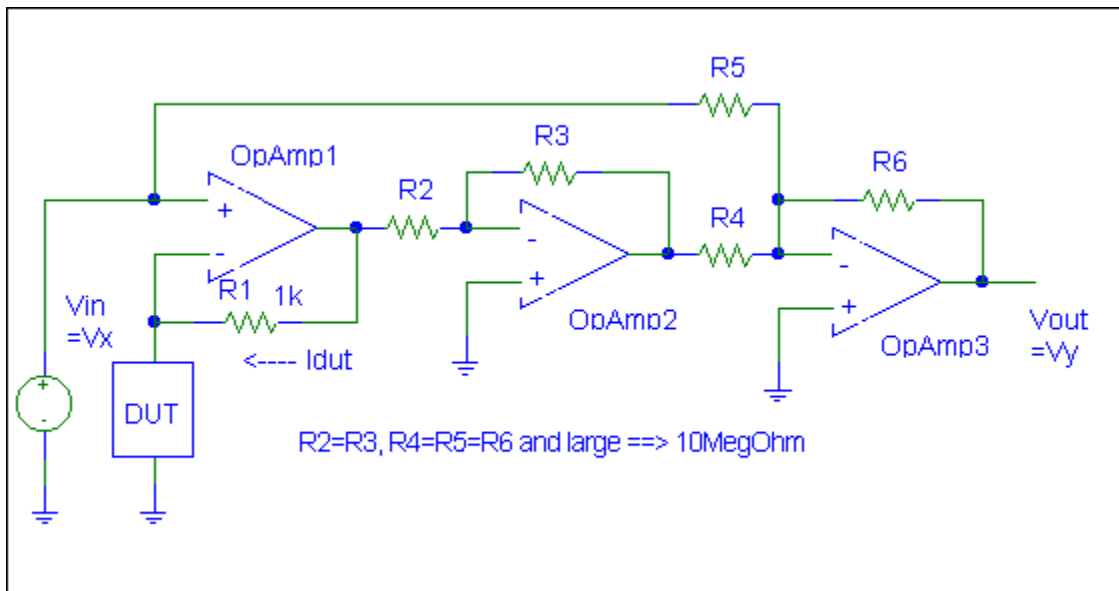 R5
R3
OpAmp1
R6
R2
R4
+
-
-
-
R1 1k
+
+
Vin
=Vx
OpAmp2
Vout
=Vy
OpAmp3
<---- Idut
+
-
DUT
R2=R3, R4=R5=R6 and large ==> 10MegOhm